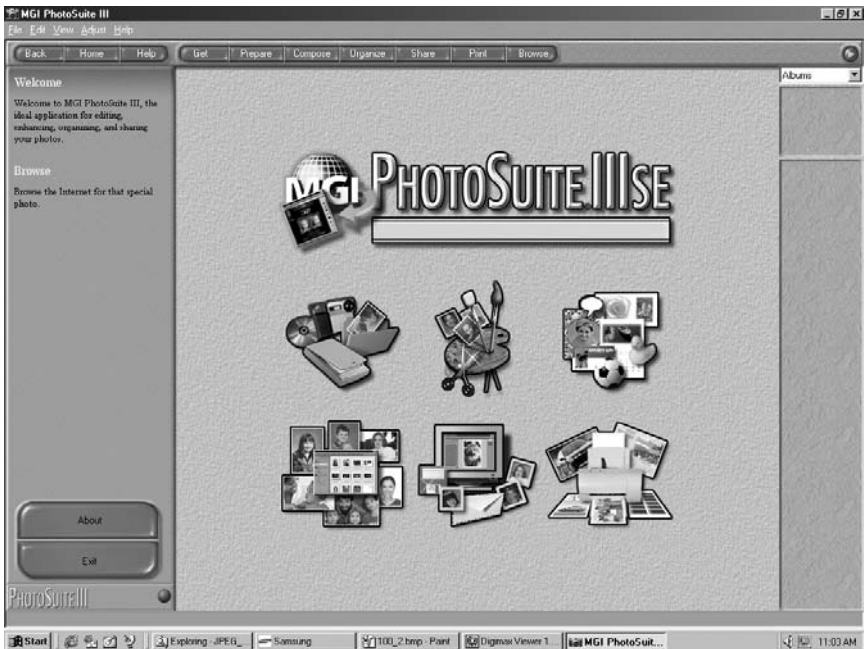 MGI PhotoSuite III
File Edit View Adjust Help
Back Home Help Get Prepare Compose Organize Share Print Browse
Welcome
Welcome to MGI PhotoSuite III, the
ideal application for editing,
enhancing, organizing, and sharing
your photos.
Browse
Browse the Internet for that special
photo.
Albums
MGI PHOTOSUITE III SE
About
Exit
PHOTOSUITE III
Start Exploring - JPEG_ Samsung 100_2.bmp - Paint Digimax Viewer 1... MGI PhotoSuit... 11:03 AM